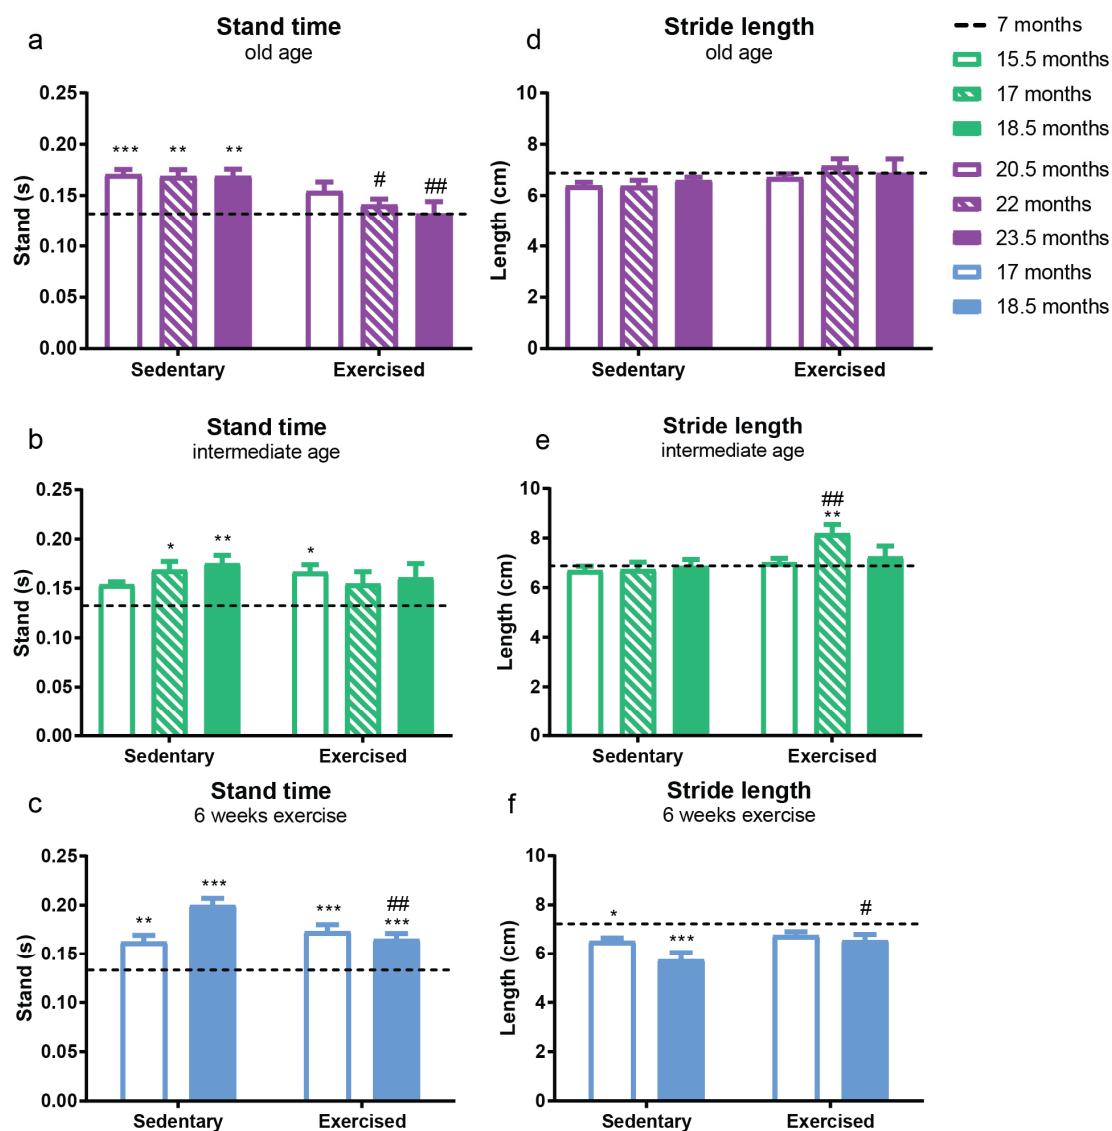 a
Stand time
old age
0.25
0.20
0.15
0.10
0.05
0.00
Stand (s)
***
**
**
#
##
Sedentary
Exercised
d
Stride length
old age
10
8
6
4
2
0
Length (cm)
Sedentary
Exercised
7 months
15.5 months
17 months
18.5 months
20.5 months
22 months
23.5 months
17 months
18.5 months
b
Stand time
intermediate age
0.25
0.20
0.15
0.10
0.05
0.00
Stand (s)
*
**
*
Sedentary
Exercised
e
Stride length
intermediate age
10
8
6
4
2
0
Length (cm)
##
**
Sedentary
Exercised
c
Stand time
6 weeks exercise
0.25
0.20
0.15
0.10
0.05
0.00
Stand (s)
**
***
***
##
***
Sedentary
Exercised
f
Stride length
6 weeks exercise
10
8
6
4
2
0
Length (cm)
*
***
#
Sedentary
Exercised